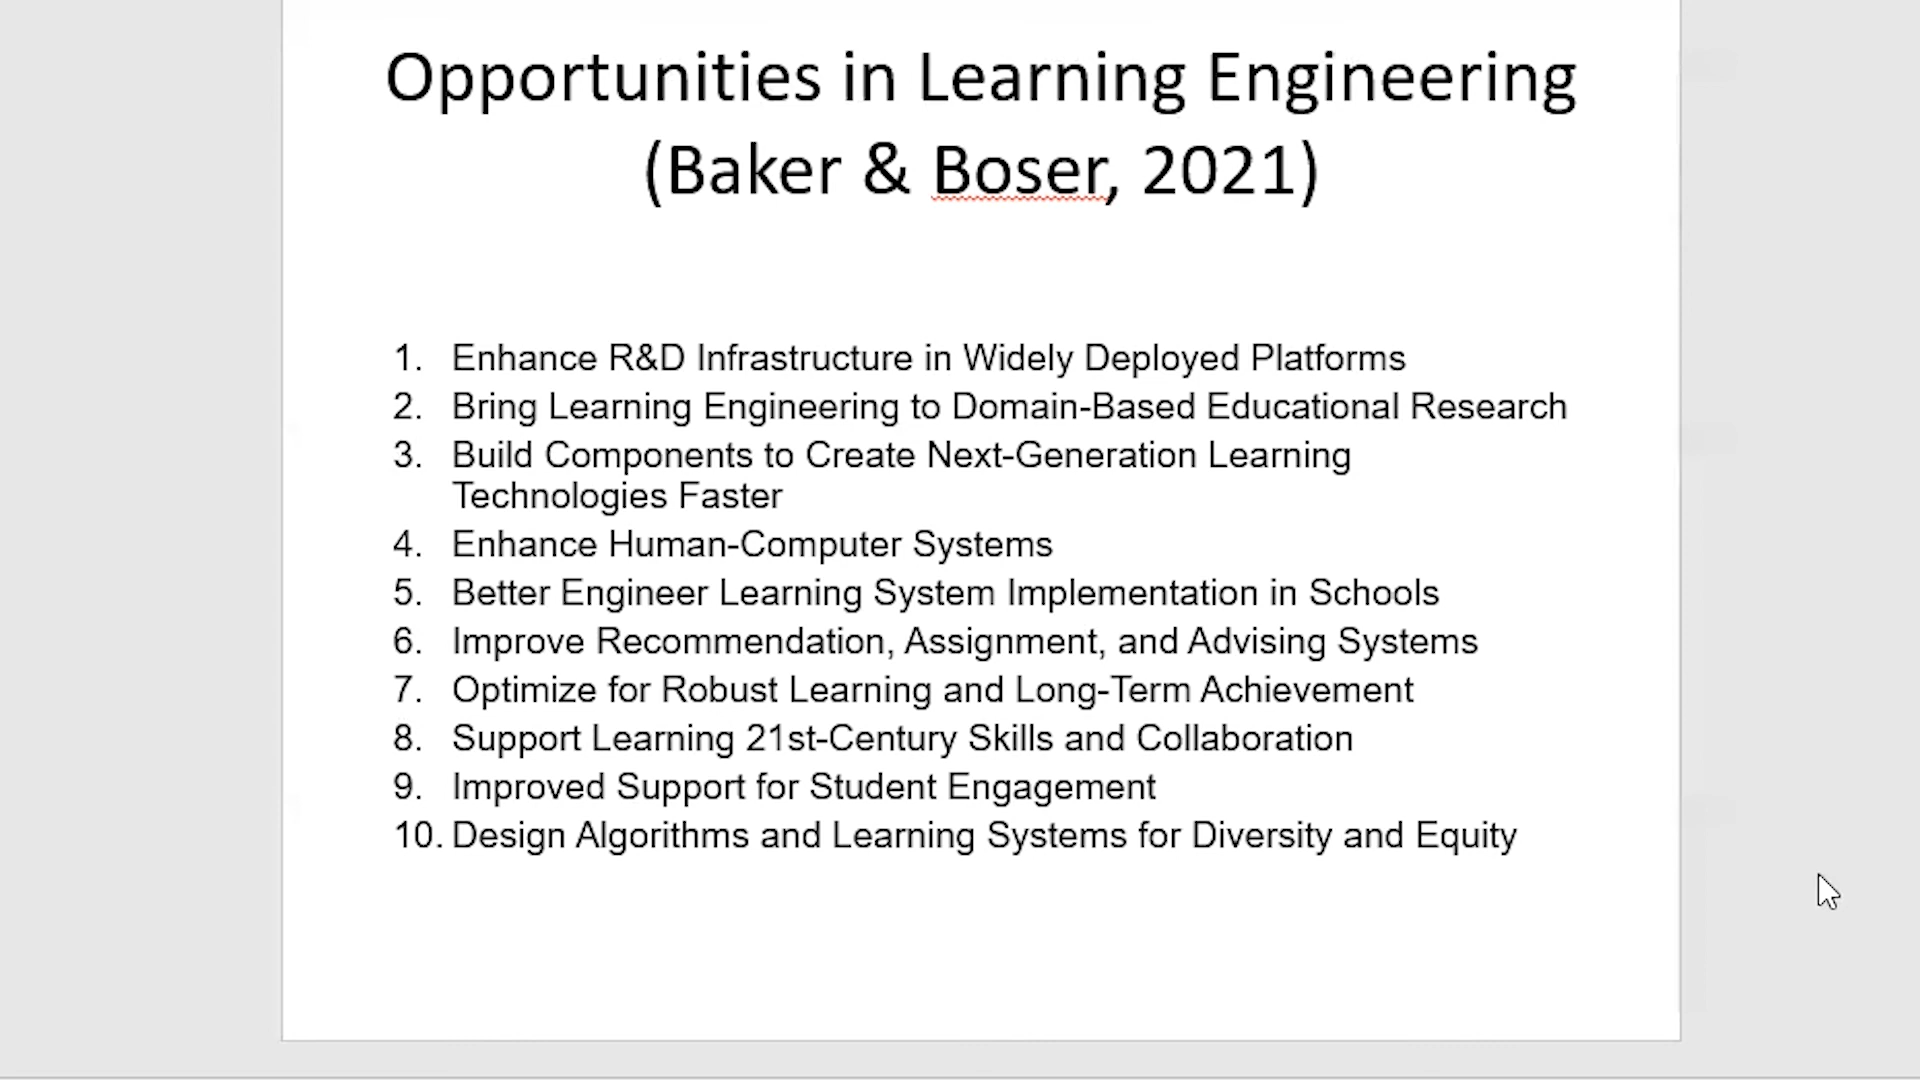 Opportunities in Learning Engineering
(Baker & Boser, 2021)
1. Enhance R&D Infrastructure in Widely Deployed Platforms
2. Bring Learning Engineering to Domain-Based Educational Research
3. Build Components to Create Next-Generation Learning
Technologies Faster
4. Enhance Human-Computer Systems
5. Better Engineer Learning System Implementation in Schools
6. Improve Recommendation, Assignment, and Advising Systems
7. Optimize for Robust Learning and Long-Term Achievement
8. Support Learning 21st-Century Skills and Collaboration
9. Improved Support for Student Engagement
10. Design Algorithms and Learning Systems for Diversity and Equity